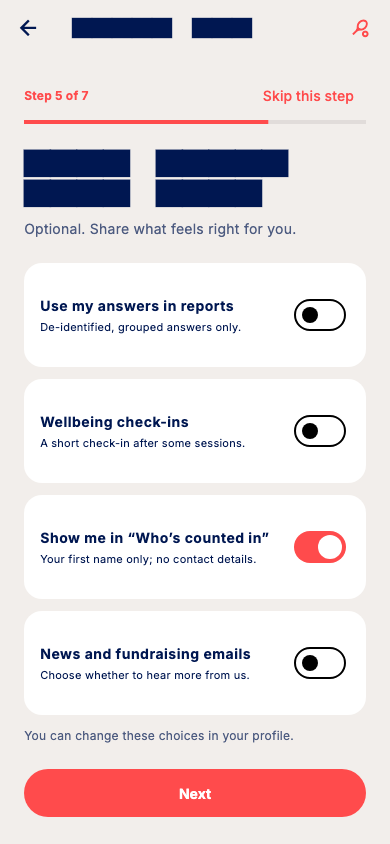 Step 5 of 7
Skip this step
Optional. Share what feels right for you.
Use my answers in reports
De-identified, grouped answers only.
Wellbeing check-ins
A short check-in after some sessions.
Show me in “Who’s counted in”
Your first name only; no contact details.
News and fundraising emails
Choose whether to hear more from us.
You can change these choices in your profile.
Next